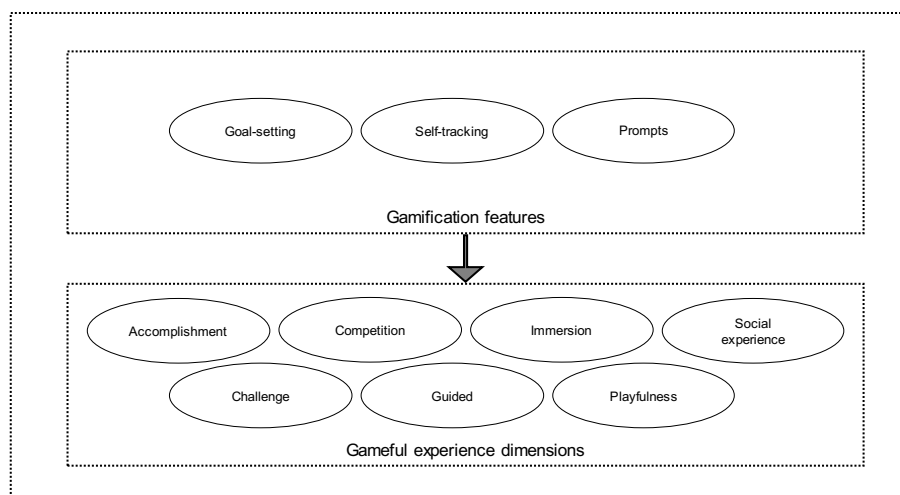 Goal-setting
Self-tracking
Prompts
Gamification features
Accomplishment
Competition
Immersion
Social
experience
Challenge
Guided
Playfulness
Gameful experience dimensions